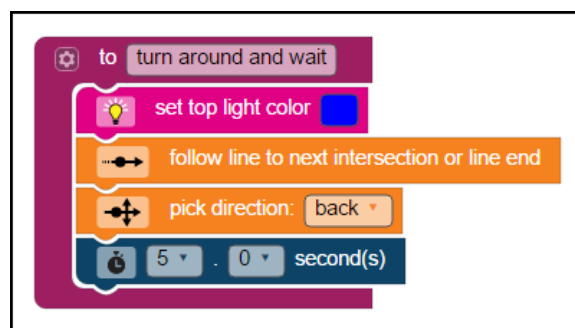 to turn around and wait
set top light color
follow line to next intersection or line end
pick direction: back
5 . 0 second(s)